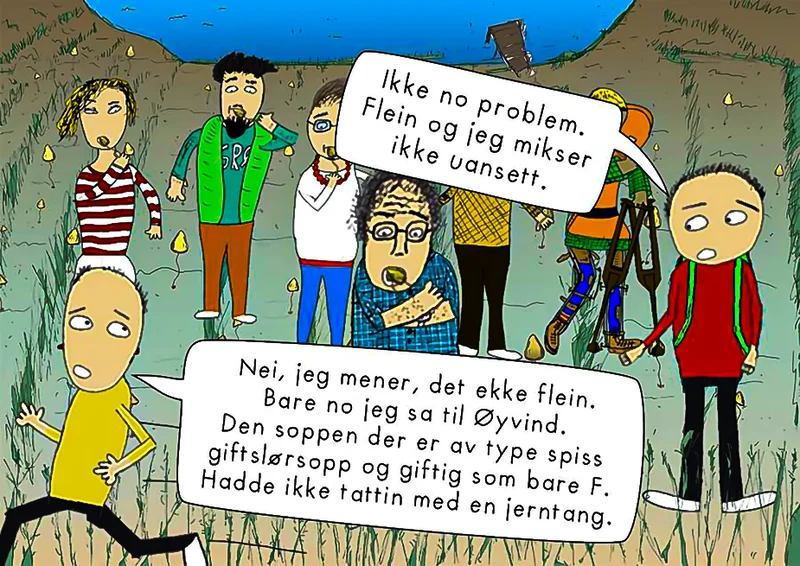 Ikke no problem.
Flein og jeg mikser
ikke uansett.
SRF
Nei, jeg mener, det ekke flein.
Bare no jeg sa til Øyvind.
Den soppen der er av type spiss
giftslørsopp og giftig som bare F.
Hadde ikke tattin med en jerntang.